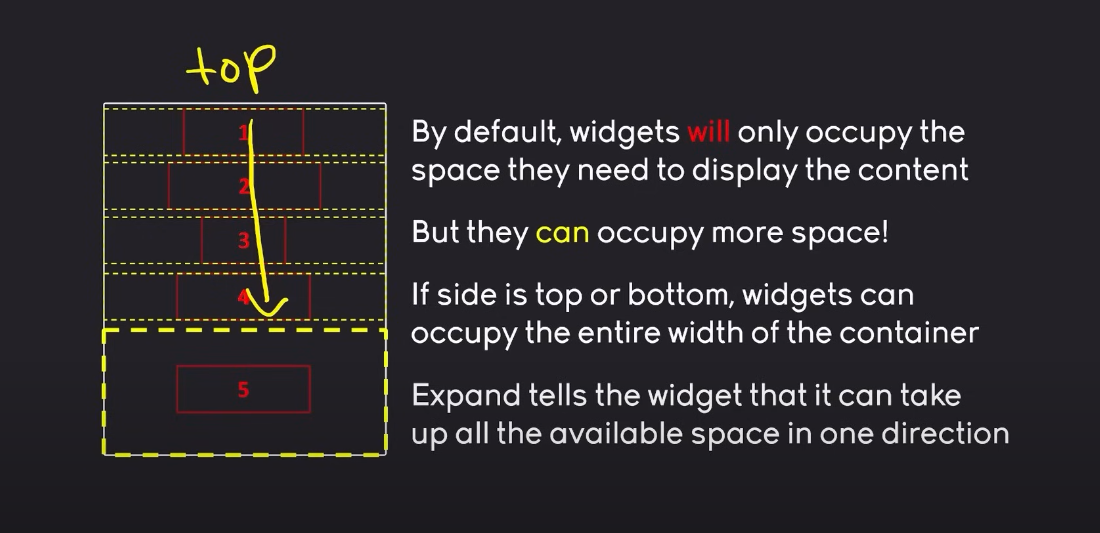 top
1
2
3
4
5
By default, widgets will only occupy the
space they need to display the content
But they can occupy more space!
If side is top or bottom, widgets can
occupy the entire width of the container
Expand tells the widget that it can take
up all the available space in one direction